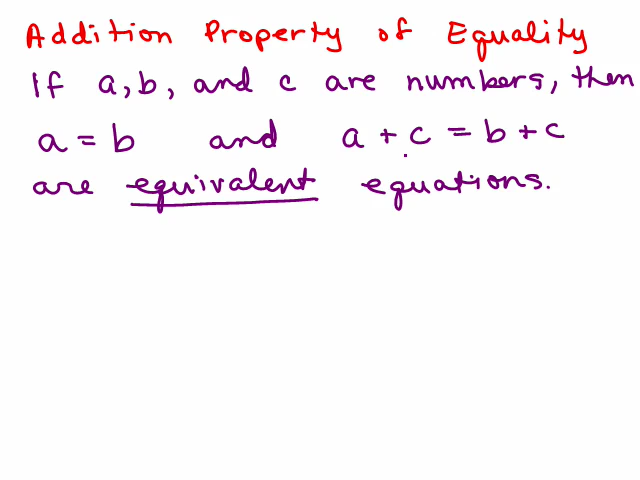 Addition Property of Equality
If a, b, and c are numbers, then
a = b and a + c = b + c
are equivalent equations.